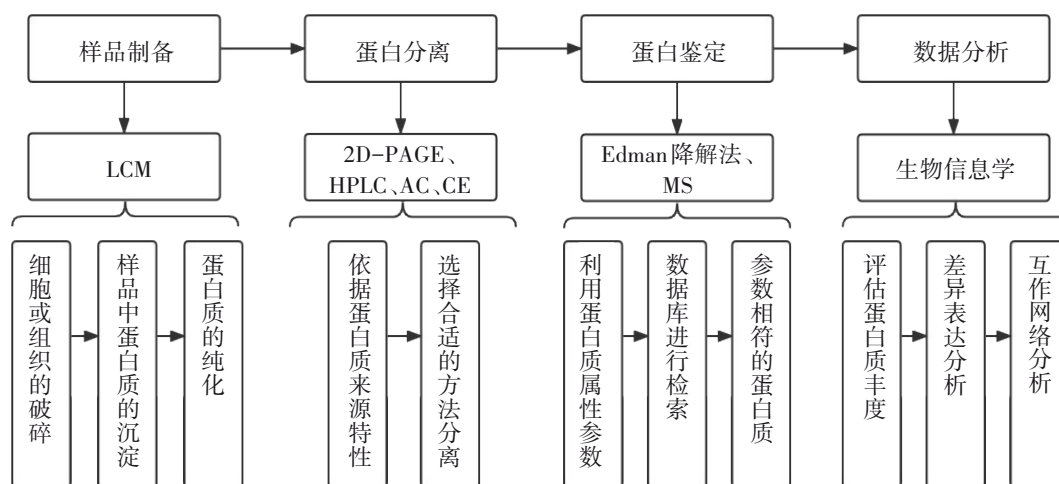 样品制备
蛋白分离
蛋白鉴定
数据分析
LCM
2D-PAGE、
HPLC、AC、CE
Edman降解法、
MS
生物信息学
细胞或组织的破碎
样品中蛋白质的沉淀
蛋白质的纯化
依据蛋白质来源特性
选择合适的方法分离
利用蛋白质属性参数
数据库进行检索
参数相符的蛋白质
评估蛋白质丰度
差异表达分析
互作网络分析